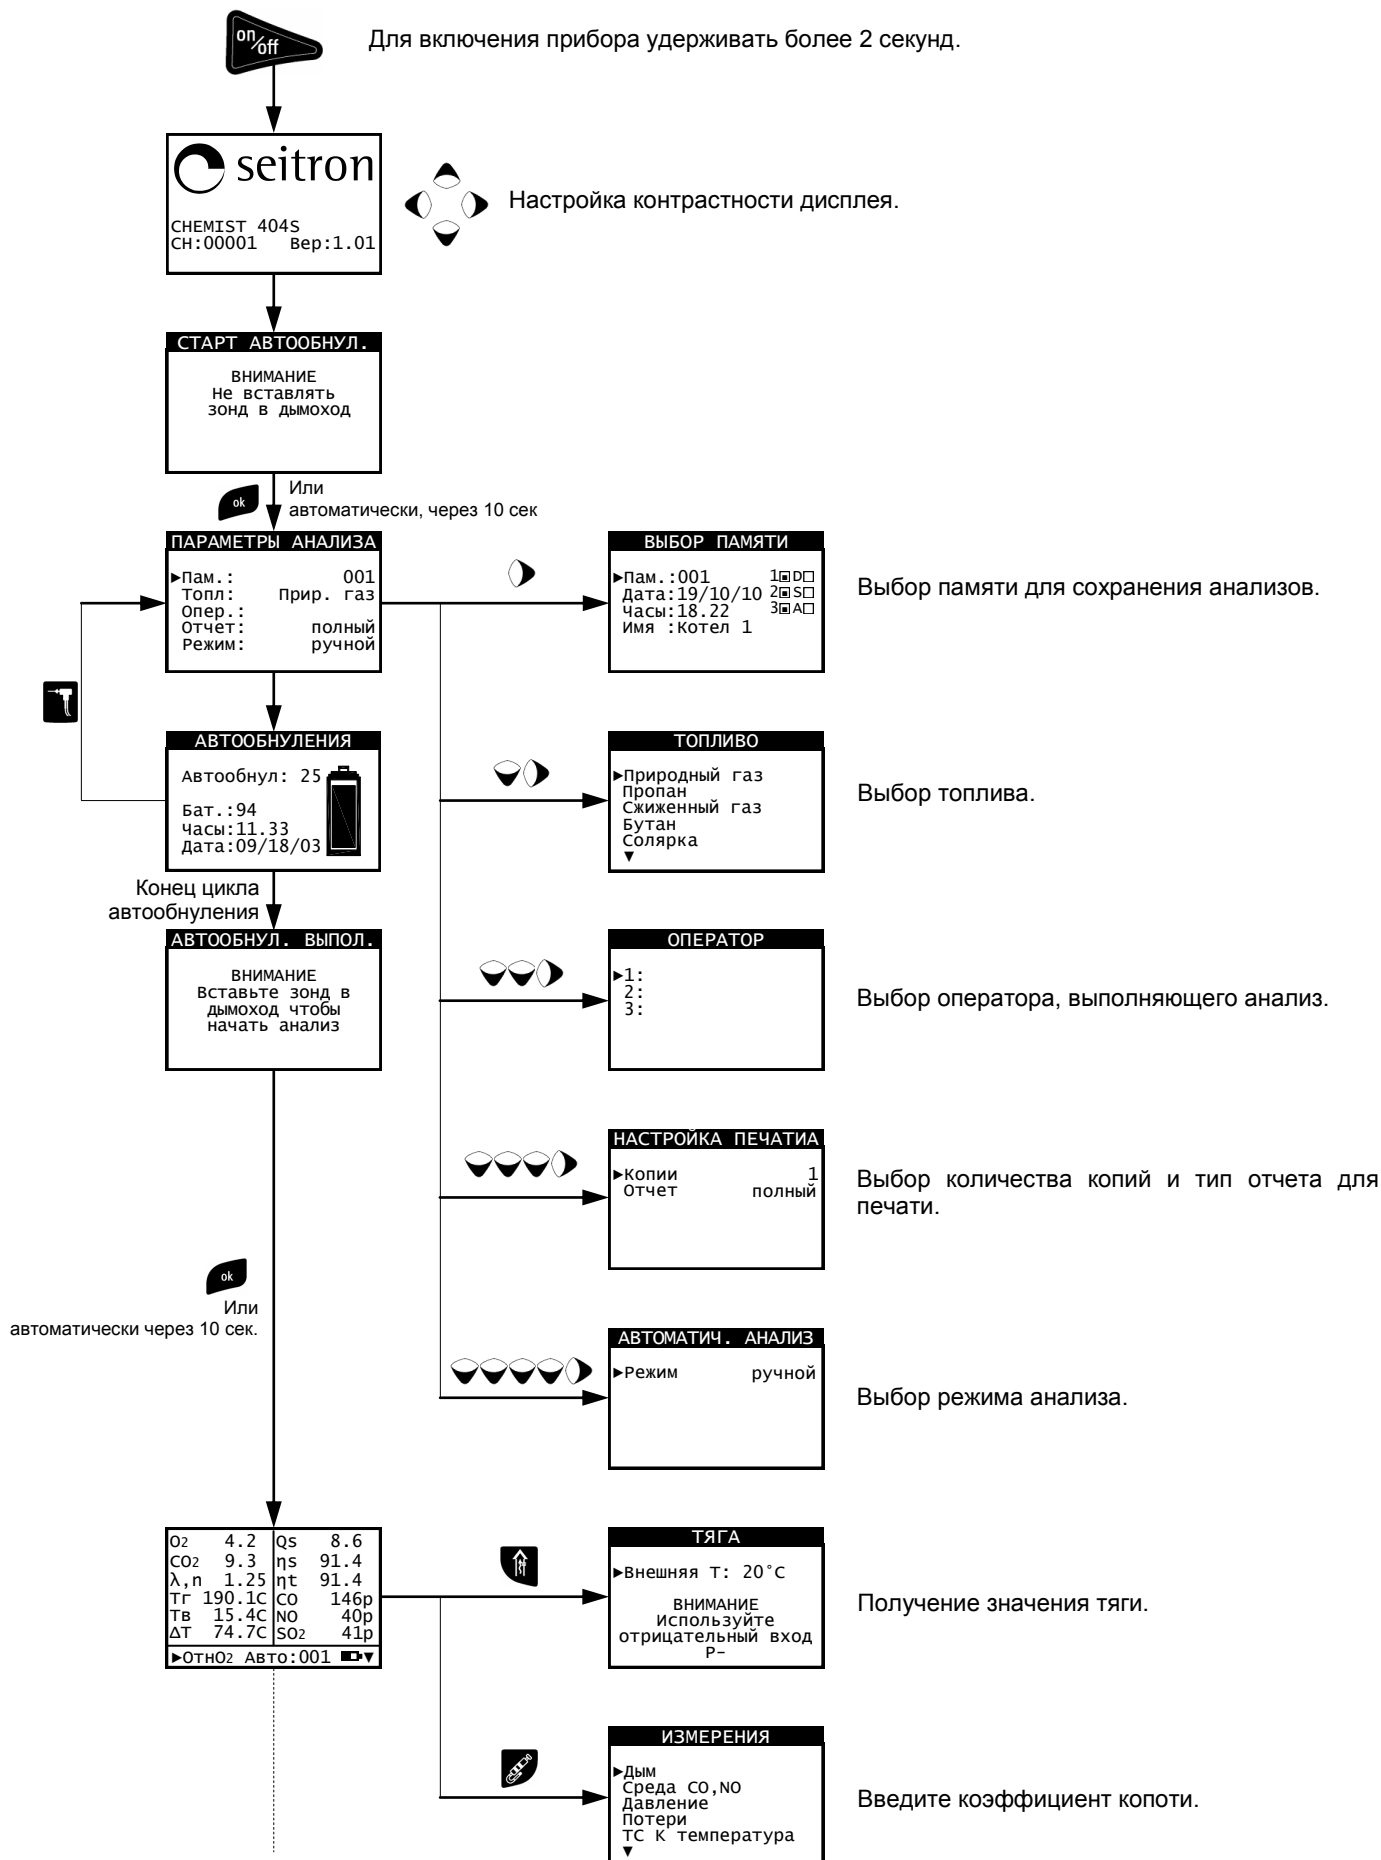 on/off
Для включения прибора удерживать более 2 секунд.
seitron
CHEMIST 404S
СН:00001 Вер:1.01
Настройка контрастности дисплея.
СТАРТ АВТООБНУЛ.
ВНИМАНИЕ
Не вставлять
зонд в дымоход
ok
Или
автоматически, через 10 сек
ПАРАМЕТРЫ АНАЛИЗА
►Пам.: 001
Топл: Прир. газ
Опер.:
Отчет: полный
Режим: ручной
ВЫБОР ПАМЯТИ
►Пам.:001 1▣D□
Дата:19/10/10 2▣S□
Часы:18.22 3▣A□
Имя :Котел 1
Выбор памяти для сохранения анализов.
АВТООБНУЛЕНИЯ
Автообнул: 25
Бат.:94
Часы:11.33
Дата:09/18/03
ТОПЛИВО
►Природный газ
Пропан
Сжиженный газ
Бутан
Солярка
▼
Выбор топлива.
Конец цикла
автообнуления
АВТООБНУЛ. ВЫПОЛ.
ВНИМАНИЕ
Вставьте зонд в
дымоход чтобы
начать анализ
ОПЕРАТОР
►1:
2:
3:
Выбор оператора, выполняющего анализ.
НАСТРОЙКА ПЕЧАТИА
►Копии 1
Отчет полный
Выбор количества копий и тип отчета для
печати.
ok
Или
автоматически через 10 сек.
АВТОМАТИЧ. АНАЛИЗ
►Режим ручной
Выбор режима анализа.
O2 4.2 Qs 8.6
CO2 9.3 ηs 91.4
λ,n 1.25 ηt 91.4
Тг 190.1C CO 146p
Тв 15.4C NO 40p
ΔT 74.7C SO2 41p
►ОтнO2 Авто:001 ▼
ТЯГА
►Внешняя Т: 20°C
ВНИМАНИЕ
Используйте
отрицательный вход
P-
Получение значения тяги.
ИЗМЕРЕНИЯ
►Дым
Среда CO,NO
Давление
Потери
ТС К температура
▼
Введите коэффициент копоти.